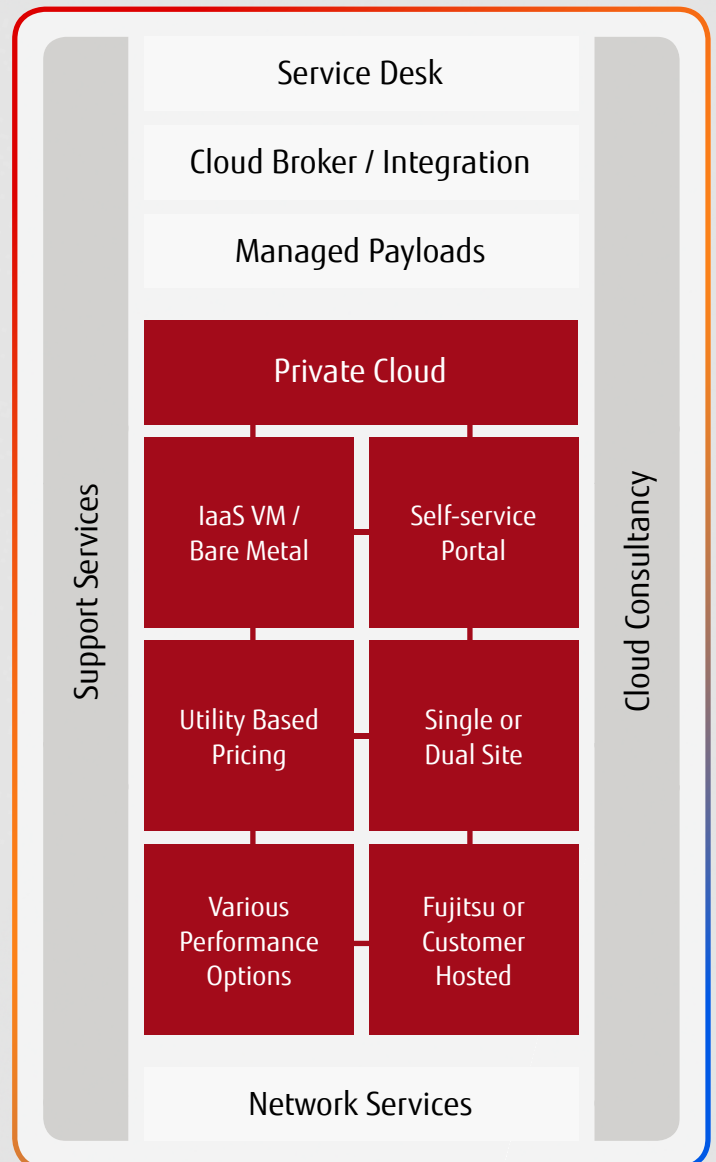 Service Desk
Cloud Broker / Integration
Managed Payloads
Private Cloud
IaaS VM /
Bare Metal
Self-service
Portal
Utility Based
Pricing
Single or
Dual Site
Various
Performance
Options
Fujitsu or
Customer
Hosted
Network Services
Support Services
Cloud Consultancy